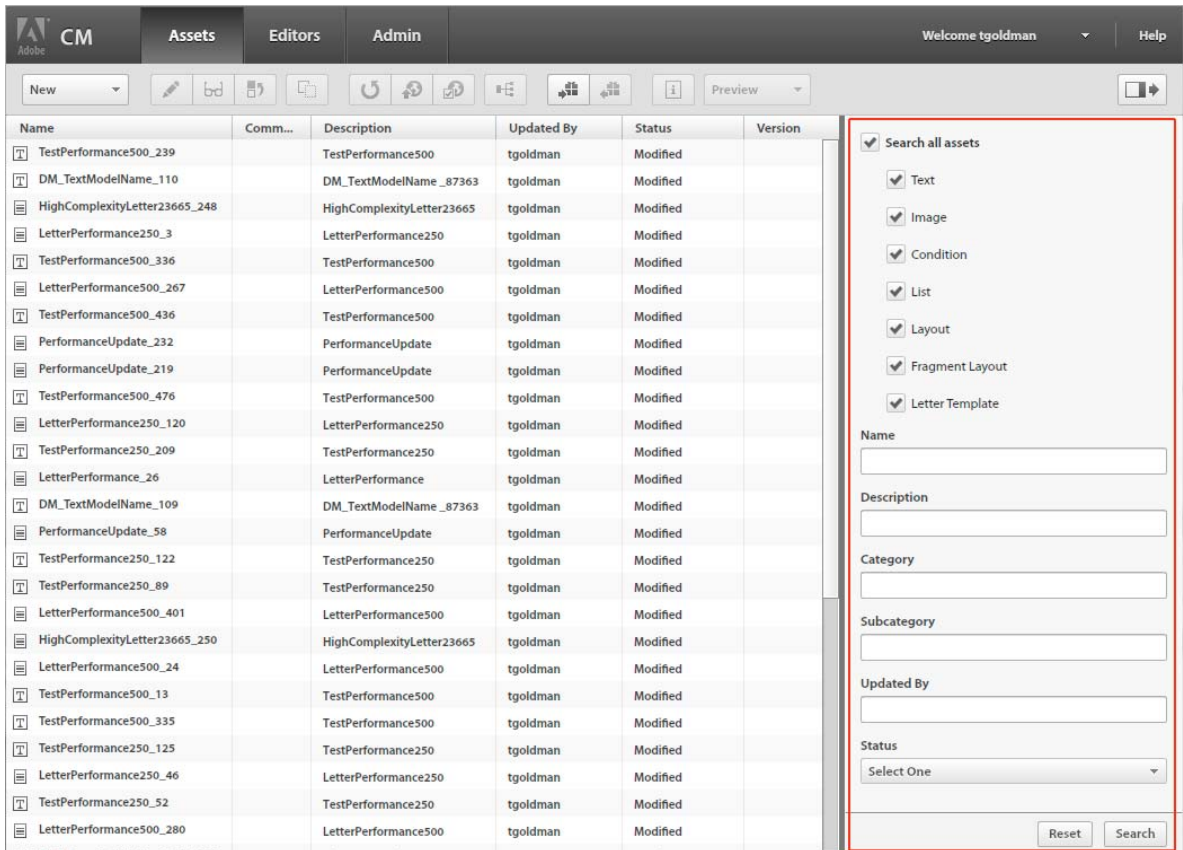 Adobe CM Assets Editors Admin Welcome tgoldman Help
New Preview
Name Comm... Description Updated By Status Version
TestPerformance500_239 TestPerformance500 tgoldman Modified
DM_TextModelName_110 DM_TextModelName _87363 tgoldman Modified
HighComplexityLetter23665_248 HighComplexityLetter23665 tgoldman Modified
LetterPerformance250_3 LetterPerformance250 tgoldman Modified
TestPerformance500_336 TestPerformance500 tgoldman Modified
LetterPerformance500_267 LetterPerformance500 tgoldman Modified
TestPerformance500_436 TestPerformance500 tgoldman Modified
PerformanceUpdate_232 PerformanceUpdate tgoldman Modified
PerformanceUpdate_219 PerformanceUpdate tgoldman Modified
TestPerformance500_476 TestPerformance500 tgoldman Modified
LetterPerformance250_120 LetterPerformance250 tgoldman Modified
TestPerformance250_209 TestPerformance250 tgoldman Modified
LetterPerformance_26 LetterPerformance tgoldman Modified
DM_TextModelName_109 DM_TextModelName _87363 tgoldman Modified
PerformanceUpdate_58 PerformanceUpdate tgoldman Modified
TestPerformance250_122 TestPerformance250 tgoldman Modified
TestPerformance250_89 TestPerformance250 tgoldman Modified
LetterPerformance500_401 LetterPerformance500 tgoldman Modified
HighComplexityLetter23665_250 HighComplexityLetter23665 tgoldman Modified
LetterPerformance500_24 LetterPerformance500 tgoldman Modified
TestPerformance500_13 TestPerformance500 tgoldman Modified
TestPerformance500_335 TestPerformance500 tgoldman Modified
TestPerformance250_125 TestPerformance250 tgoldman Modified
LetterPerformance250_46 LetterPerformance250 tgoldman Modified
TestPerformance250_52 TestPerformance250 tgoldman Modified
LetterPerformance500_280 LetterPerformance500 tgoldman Modified
Search all assets
Text
Image
Condition
List
Layout
Fragment Layout
Letter Template
Name
Description
Category
Subcategory
Updated By
Status
Select One
Reset Search